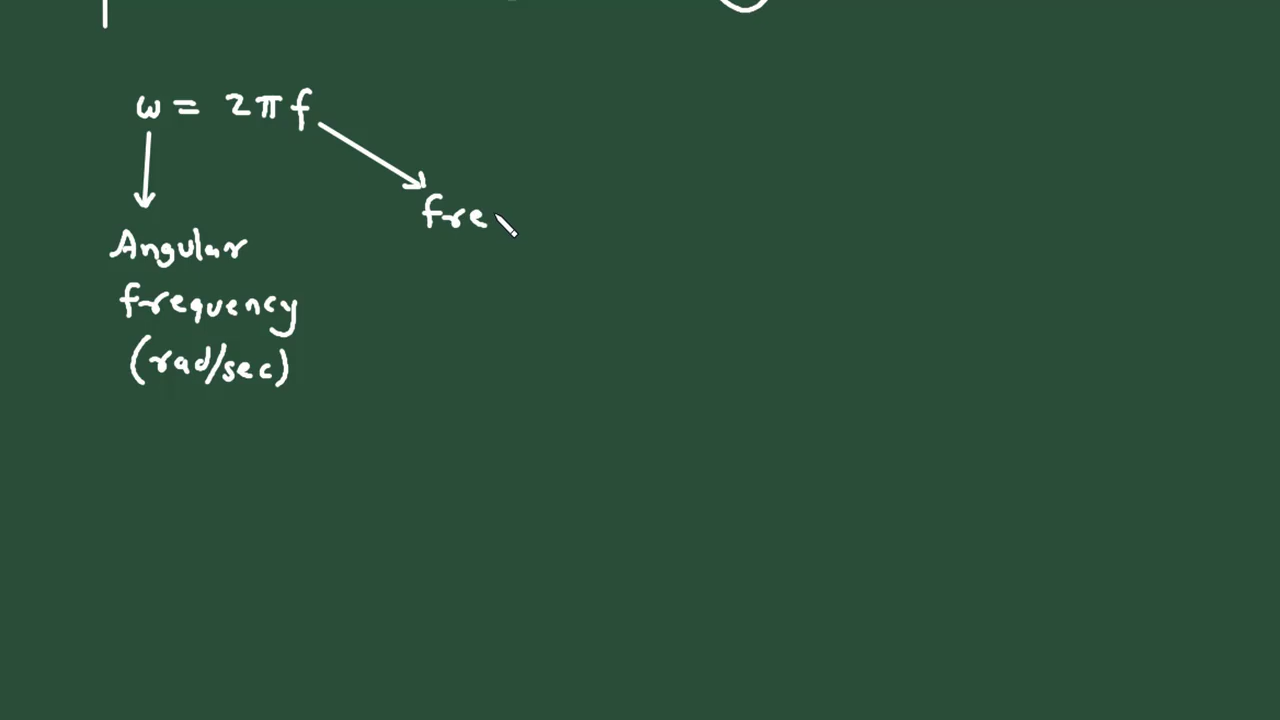 ω = 2πf
fre
Angular
frequency
(rad/sec)